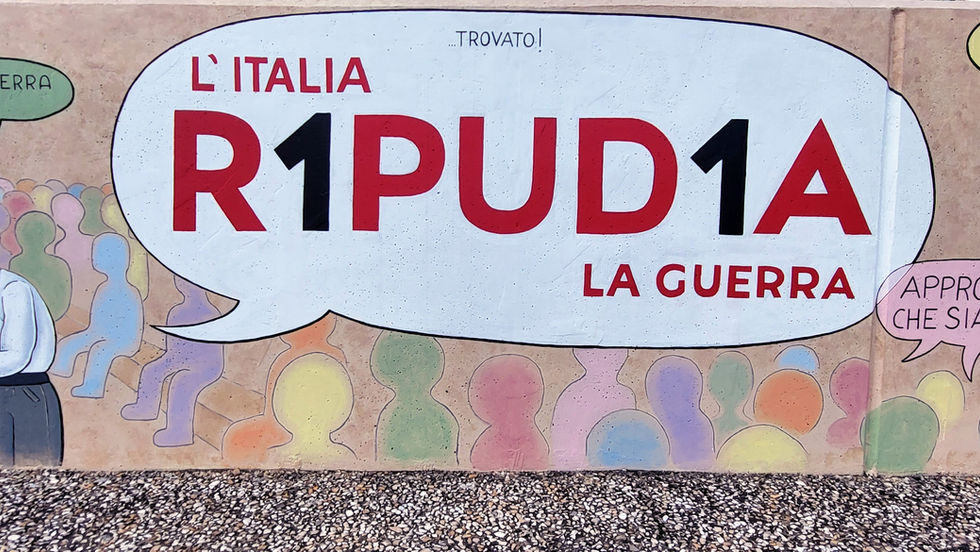 ...TROVATO!
L'ITALIA
R1PUD1A
LA GUERRA
ERRA
APPRO
CHE SIA